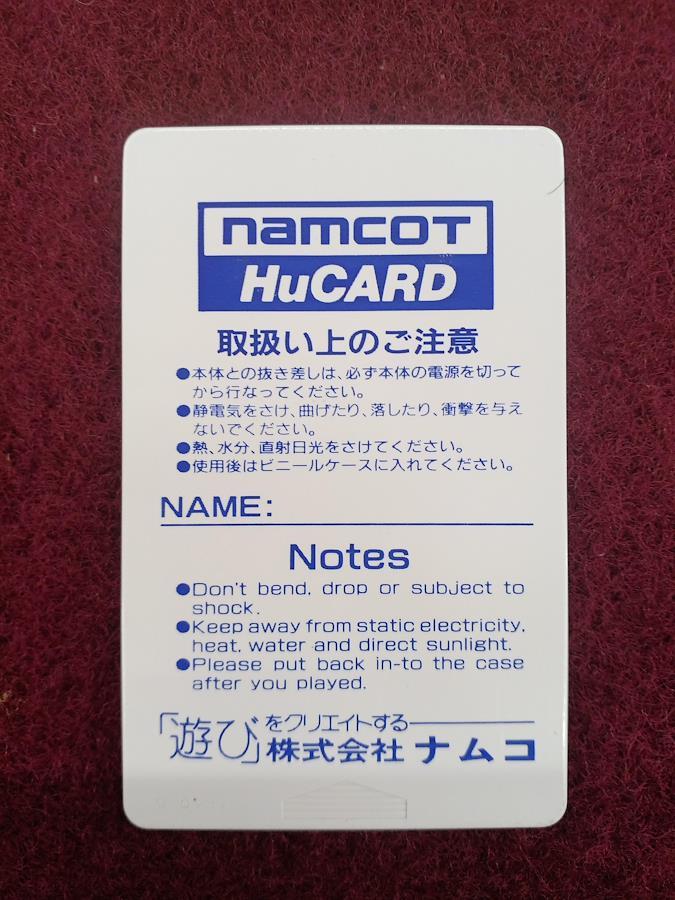 namcoT
HuCARD
取扱い上のご注意
●本体との抜き差しは、必ず本体の電源を切って
から行なってください。
●静電気をさけ、曲げたり、落したり、衝撃を与え
ないでください。
●熱、水分、直射日光をさけてください。
●使用後はビニールケースに入れてください。
NAME:
Notes
●Don't bend, drop or subject to
shock.
●Keep away from static electricity,
heat, water and direct sunlight.
●Please put back in-to the case
after you played.
「遊び」をクリエイトする
株式会社 ナムコ